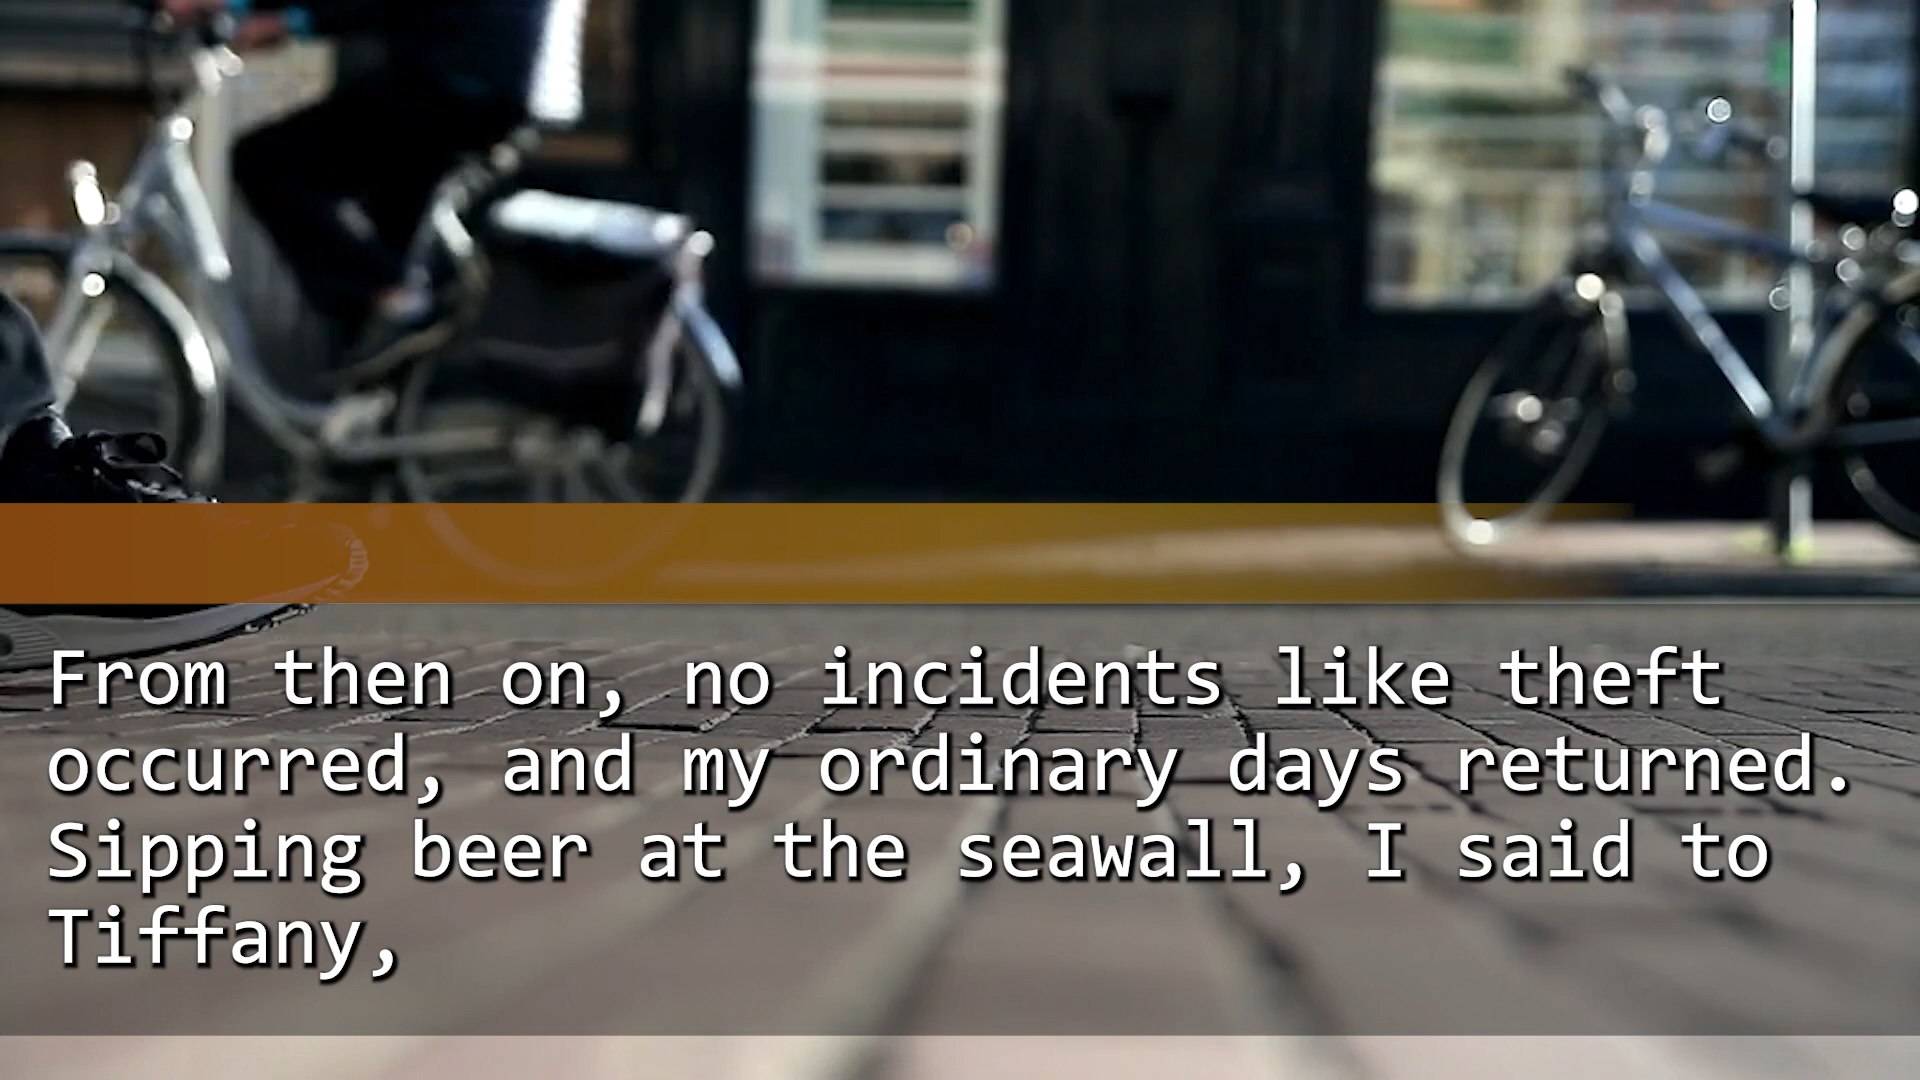 From then on, no incidents like theft
occurred, and my ordinary days returned.
Sipping beer at the seawall, I said to
Tiffany,